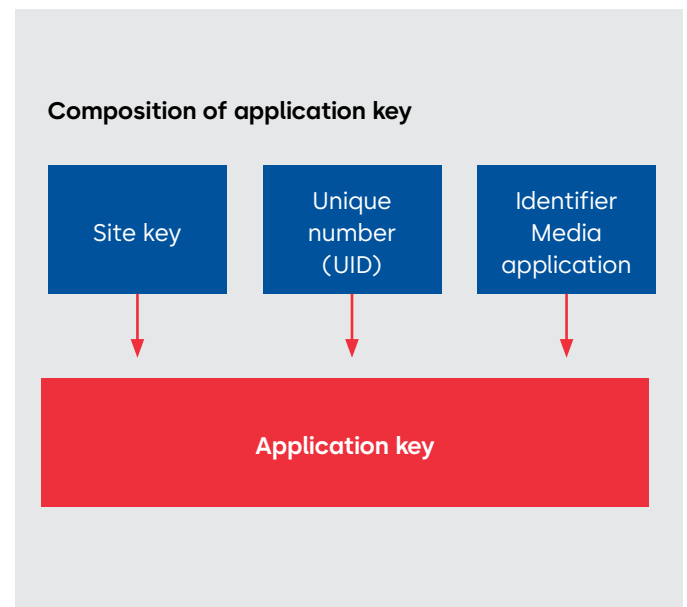 Composition of application key
Site key
Unique
number
(UID)
Identifier
Media
application
Application key